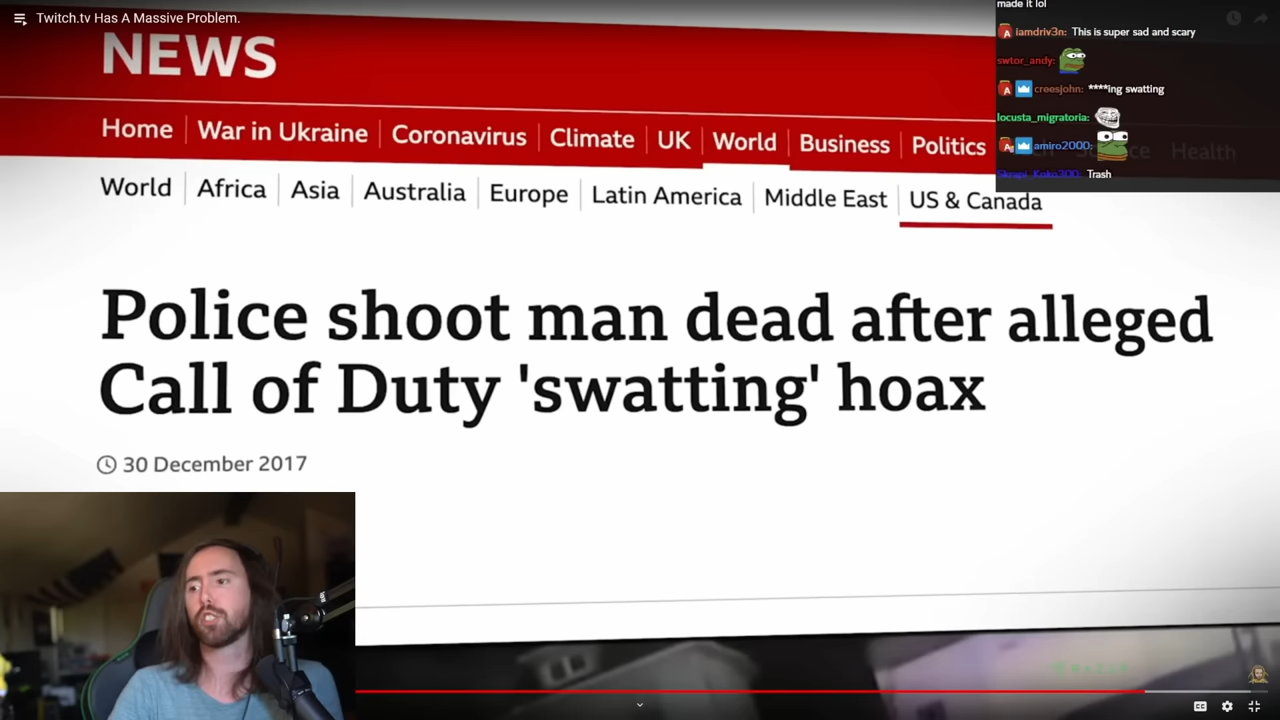 Twitch.tv Has A Massive Problem.
made it lol
iamdriv3n: This is super sad and scary
swtor_andy:
creesjohn: ****ing swatting
locusta_migratoria:
amiro2000:
Trash
NEWS
Home War in Ukraine Coronavirus Climate UK World Business Politics Health
World Africa Asia Australia Europe Latin America Middle East US & Canada
Police shoot man dead after alleged
Call of Duty 'swatting' hoax
30 December 2017